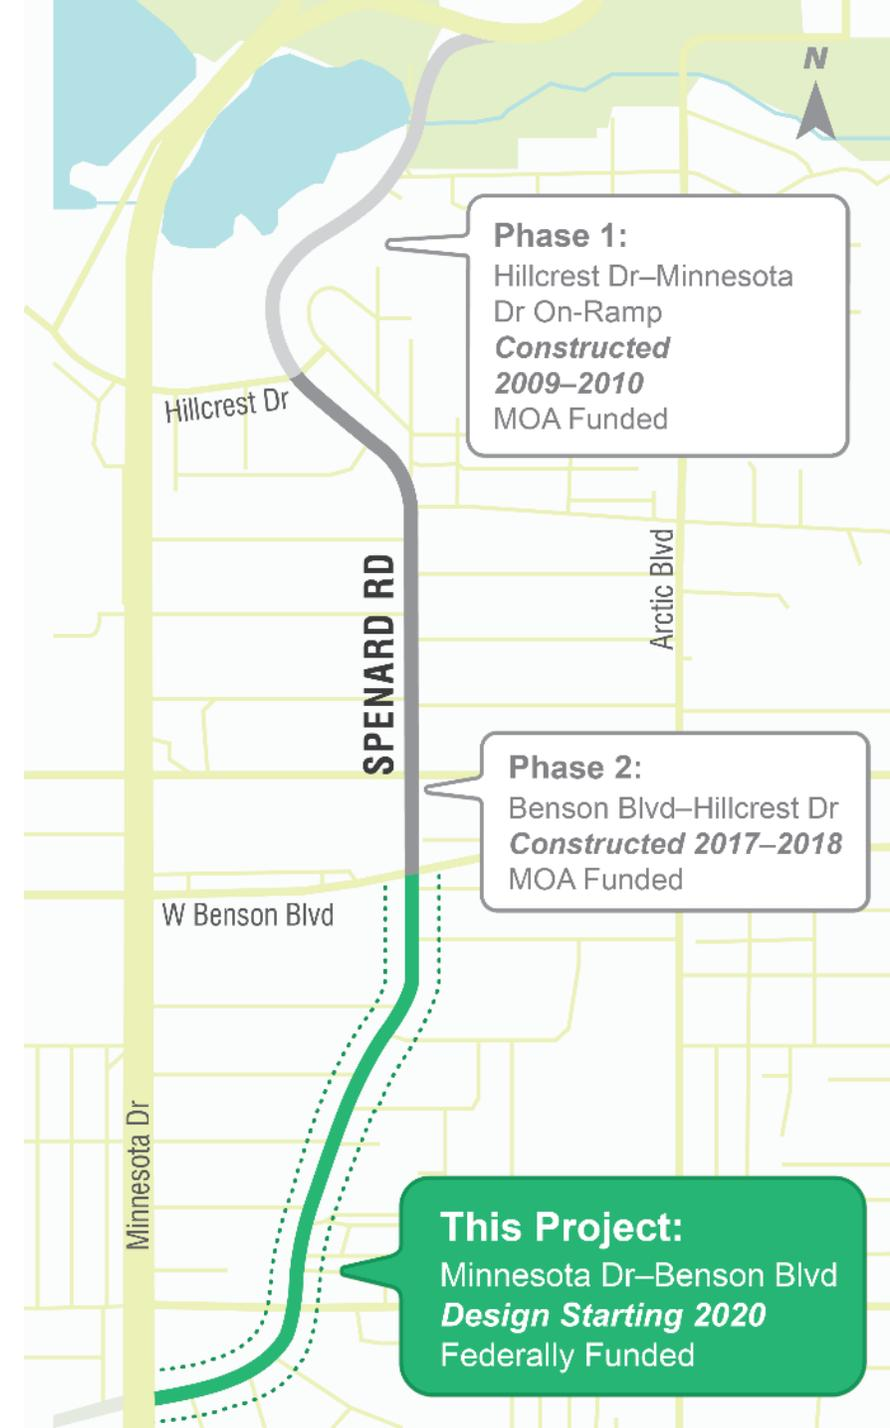 N
Phase 1:
Hillcrest Dr–Minnesota
Dr On-Ramp
Constructed
2009–2010
MOA Funded
Hillcrest Dr
SPENARD RD
Arctic Blvd
Phase 2:
Benson Blvd–Hillcrest Dr
Constructed 2017–2018
MOA Funded
W Benson Blvd
Minnesota Dr
This Project:
Minnesota Dr–Benson Blvd
Design Starting 2020
Federally Funded